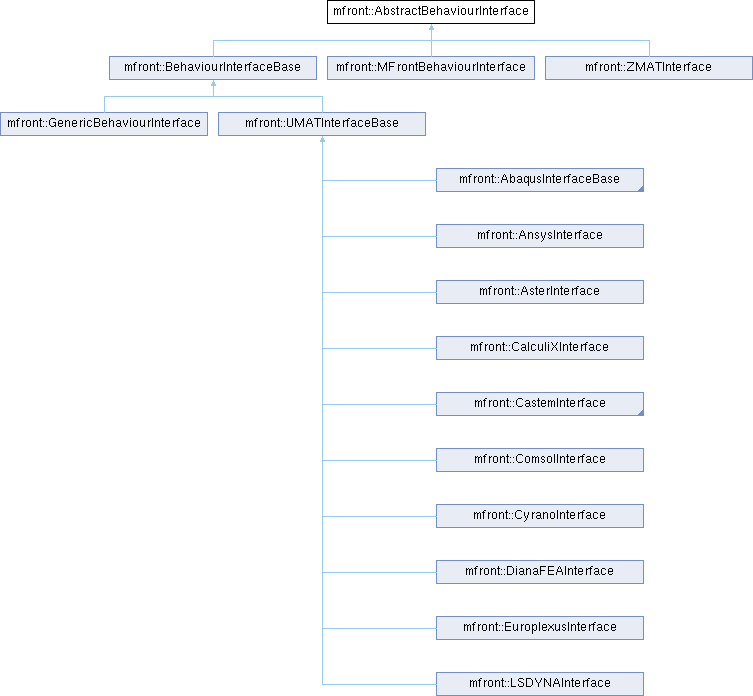 mfront::AbstractBehaviourInterface
mfront::BehaviourInterfaceBase
mfront::MFrontBehaviourInterface
mfront::ZMATInterface
mfront::GenericBehaviourInterface
mfront::UMATInterfaceBase
mfront::AbaqusInterfaceBase
mfront::AnsysInterface
mfront::AsterInterface
mfront::CalculiXInterface
mfront::CastemInterface
mfront::ComsolInterface
mfront::CyranoInterface
mfront::DianaFEAInterface
mfront::EuroplexusInterface
mfront::LSDYNAInterface